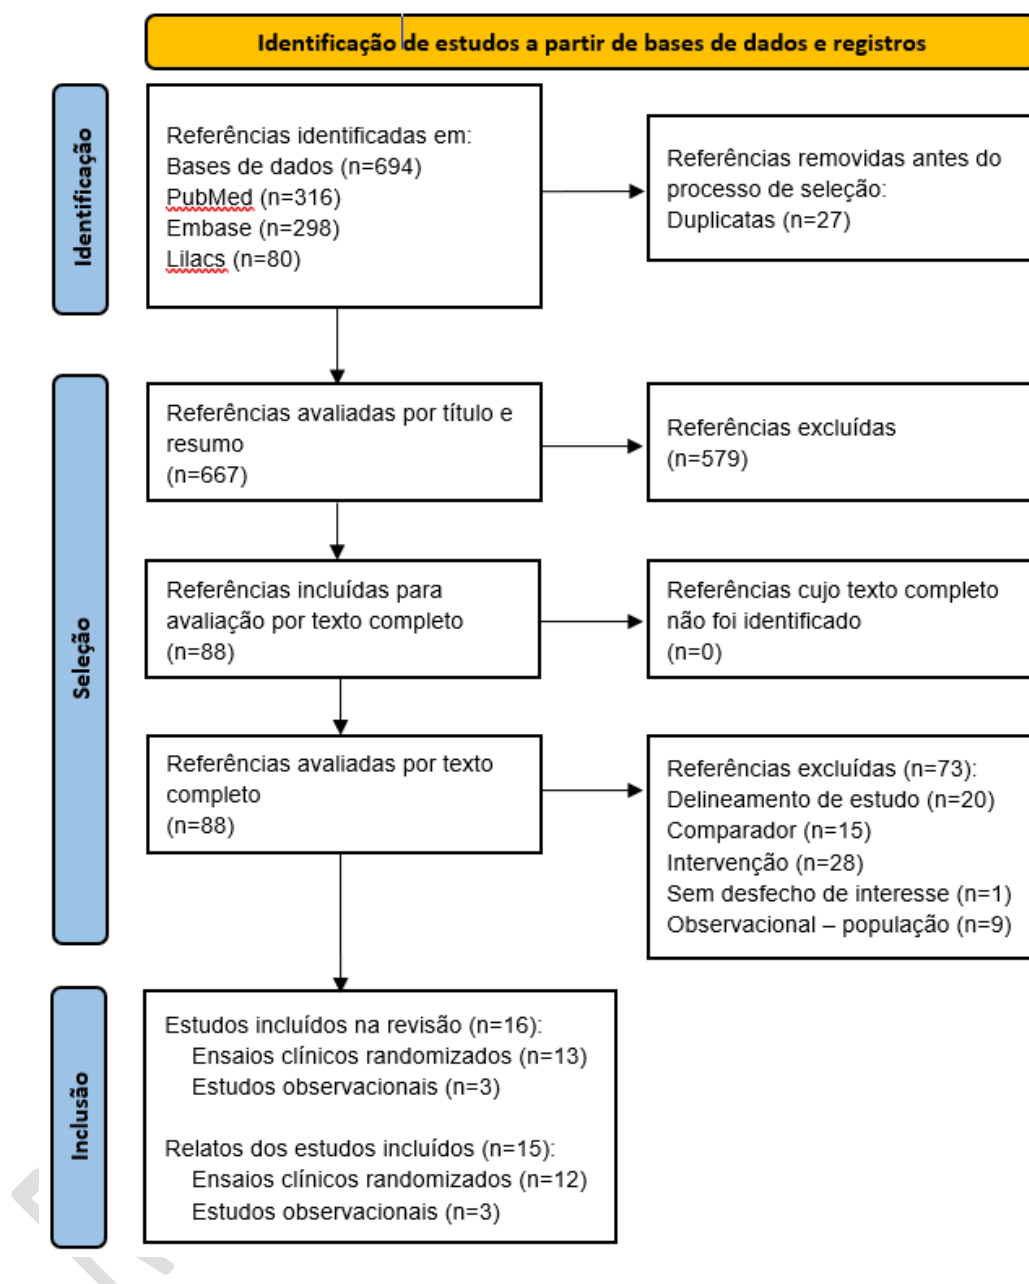 Identificação de estudos a partir de bases de dados e registros
Identificação
Referências identificadas em:
Bases de dados (n=694)
PubMed (n=316)
Embase (n=298)
Lilacs (n=80)
Referências removidas antes do
processo de seleção:
Duplicatas (n=27)
Seleção
Referências avaliadas por título e
resumo
(n=667)
Referências excluídas
(n=579)
Referências incluídas para
avaliação por texto completo
(n=88)
Referências cujo texto completo
não foi identificado
(n=0)
Referências avaliadas por texto
completo
(n=88)
Referências excluídas (n=73):
Delineamento de estudo (n=20)
Comparador (n=15)
Intervenção (n=28)
Sem desfecho de interesse (n=1)
Observacional – população (n=9)
Inclusão
Estudos incluídos na revisão (n=16):
Ensaios clínicos randomizados (n=13)
Estudos observacionais (n=3)
Relatos dos estudos incluídos (n=15):
Ensaios clínicos randomizados (n=12)
Estudos observacionais (n=3)